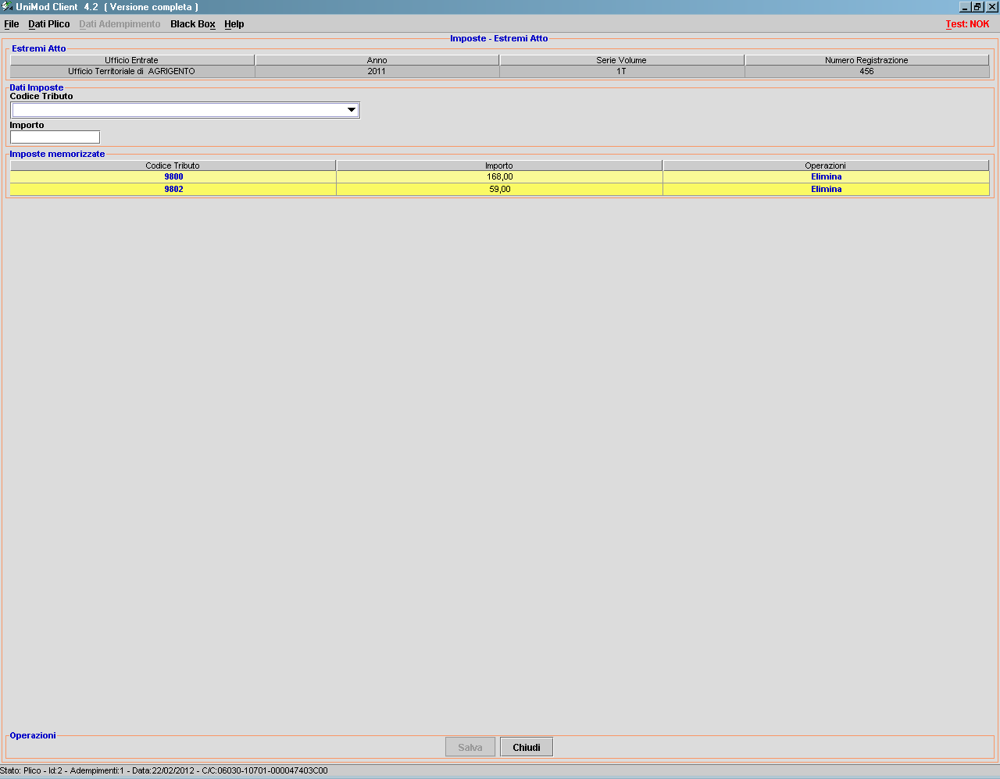 UniMod Client 4.2 ( Versione completa )
File Dati Plico Dati Adempimento Black Box Help Test: NOK
Imposte - Estremi Atto
Estremi Atto
Ufficio Entrate Anno Serie Volume Numero Registrazione
Ufficio Territoriale di AGRIGENTO 2011 1T 456
Dati Imposte
Codice Tributo
Importo
Imposte memorizzate
Codice Tributo Importo Operazioni
9800 168,00 Elimina
9802 59,00 Elimina
Operazioni
Salva Chiudi
Stato: Plico - Id:2 - Adempimenti:1 - Data:22/02/2012 - C/C:06030-10701-000047403C00